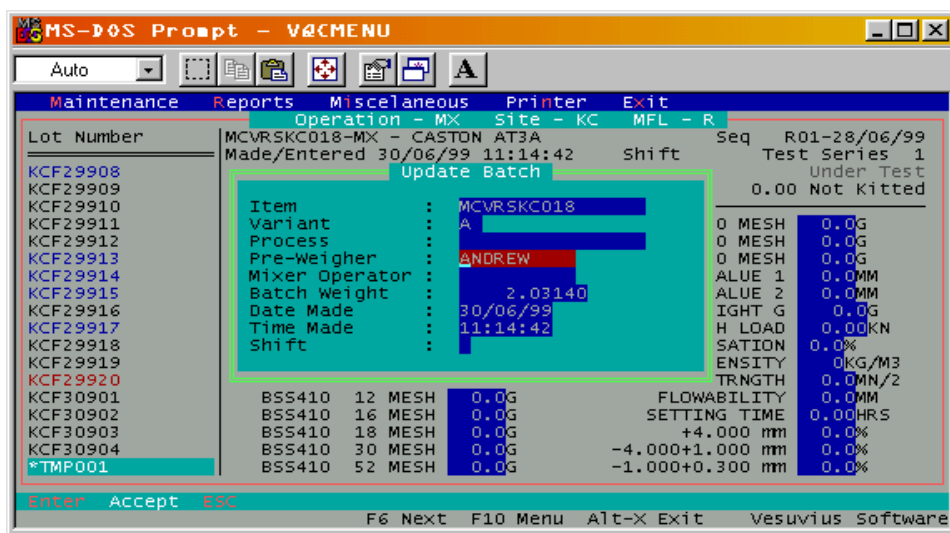 MS-DOS Prompt - VQCMENU
Auto A
Maintenance Reports Miscelaneous Printer Exit
Operation - MX Site - KC MFL - R
Lot Number MCVRSKC018-MX - CASTON AT3A Seq R01-28/06/99
Made/Entered 30/06/99 11:14:42 Shift Test Series 1
KCF29908 Update Batch Under Test
KCF29909 0.00 Not Kitted
KCF29910 Item : MCVRSKC018
KCF29911 Variant : A O MESH 0.0G
KCF29912 Process : O MESH 0.0G
KCF29913 Pre-Weigher : ANDREW O MESH 0.0G
KCF29914 Mixer Operator : ALUE 1 0.0MM
KCF29915 Batch Weight : 2.03140 ALUE 2 0.0MM
KCF29916 Date Made : 30/06/99 IGHT G 0.0G
KCF29917 Time Made : 11:14:42 H LOAD 0.00KN
KCF29918 Shift : SATION 0.0%
KCF29919 ENSITY 0KG/M3
KCF29920 TRNGTH 0.0MN/2
KCF30901 BSS410 12 MESH 0.0G FLOWABILITY 0.0MM
KCF30902 BSS410 16 MESH 0.0G SETTING TIME 0.00HRS
KCF30903 BSS410 18 MESH 0.0G +4.000 mm 0.0%
KCF30904 BSS410 30 MESH 0.0G -4.000+1.000 mm 0.0%
*TMP001 BSS410 52 MESH 0.0G -1.000+0.300 mm 0.0%
Enter Accept ESC
F6 Next F10 Menu Alt-X Exit Vesuvius Software